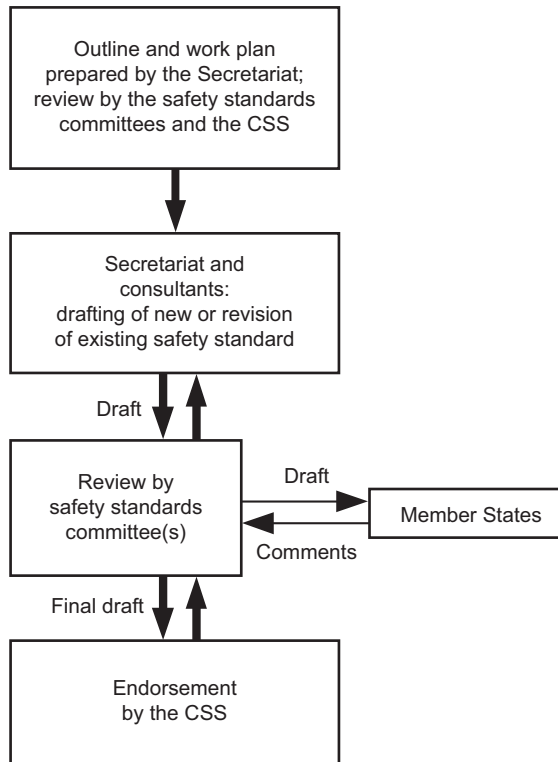 Outline and work plan
prepared by the Secretariat;
review by the safety standards
committees and the CSS
Secretariat and
consultants:
drafting of new or revision
of existing safety standard
Draft
Review by
safety standards
committee(s)
Draft
Member States
Comments
Final draft
Endorsement
by the CSS